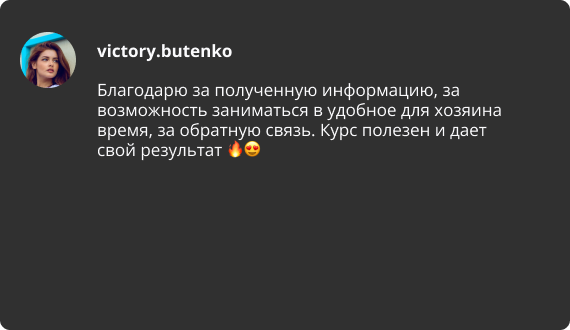 victory.butenko
Благодарю за полученную информацию, за
возможность заниматься в удобное для хозяина
время, за обратную связь. Курс полезен и дает
свой результат 🔥😍